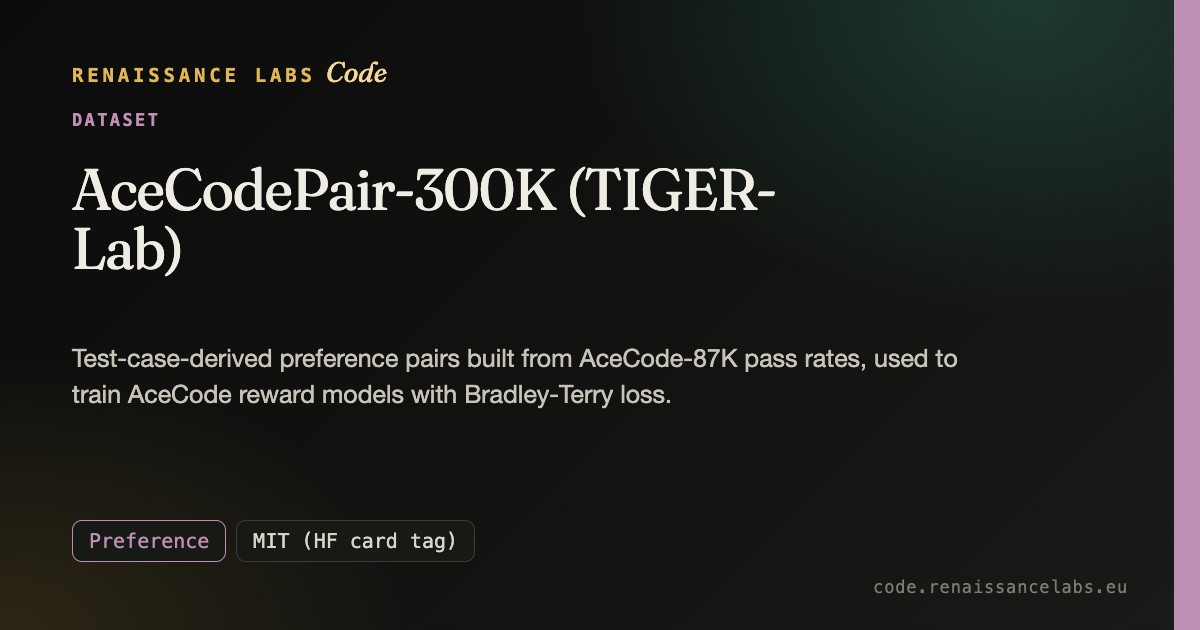 RENAISSANCE LABS Code
DATASET
AceCodePair-300K (TIGER-
Lab)
Test-case-derived preference pairs built from AceCode-87K pass rates, used to
train AceCode reward models with Bradley-Terry loss.
Preference MIT (HF card tag)
code.renaissancelabs.eu